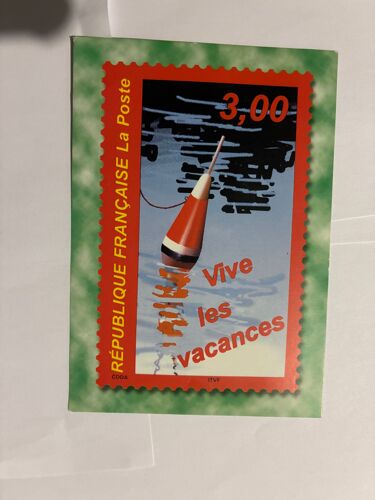 RÉPUBLIQUE FRANÇAISE La Poste
3,00
Vive
les
vacances
CODA
ITVF